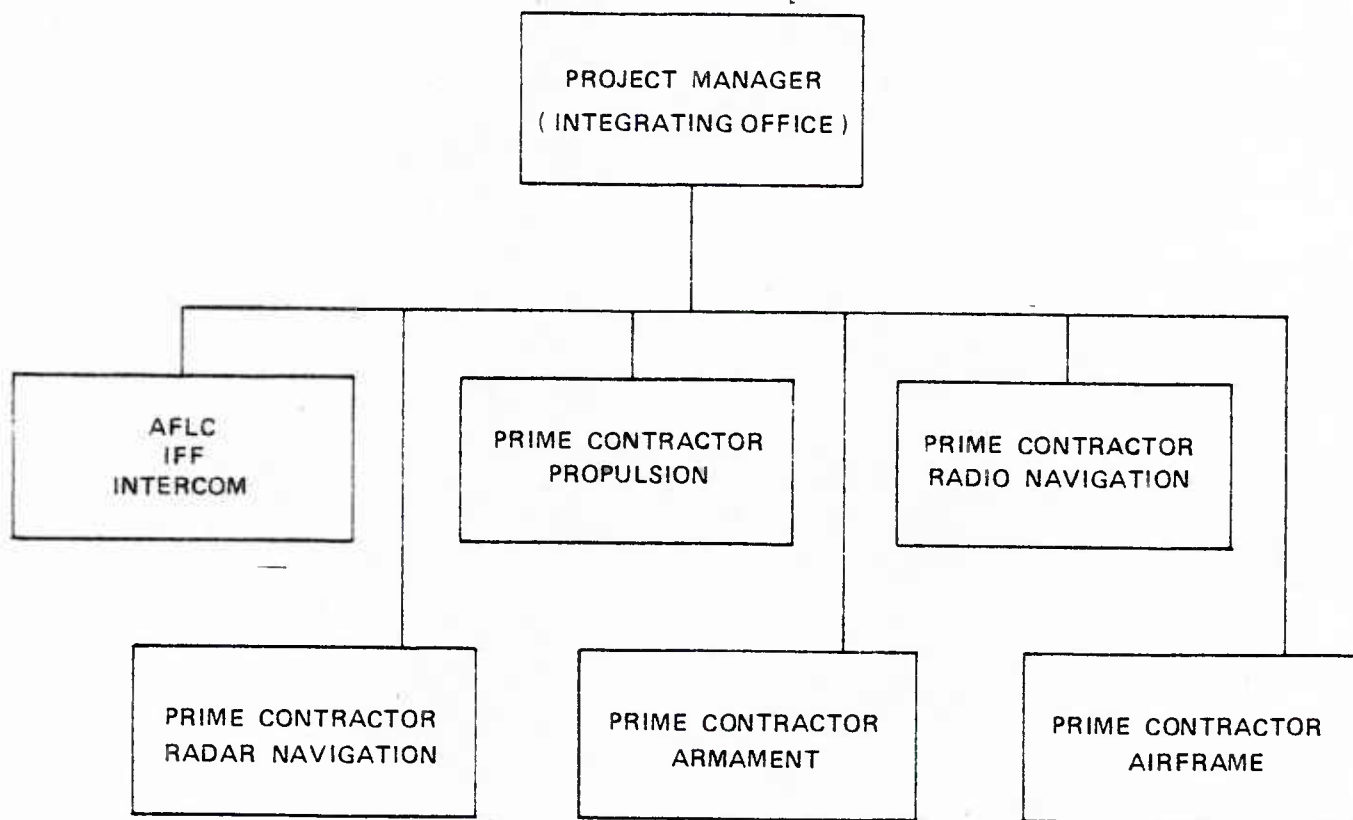 PROJECT MANAGER
( INTEGRATING OFFICE )
AFLC
IFF
INTERCOM
PRIME CONTRACTOR
PROPULSION
PRIME CONTRACTOR
RADIO NAVIGATION
PRIME CONTRACTOR
RADAR NAVIGATION
PRIME CONTRACTOR
ARMAMENT
PRIME CONTRACTOR
AIRFRAME